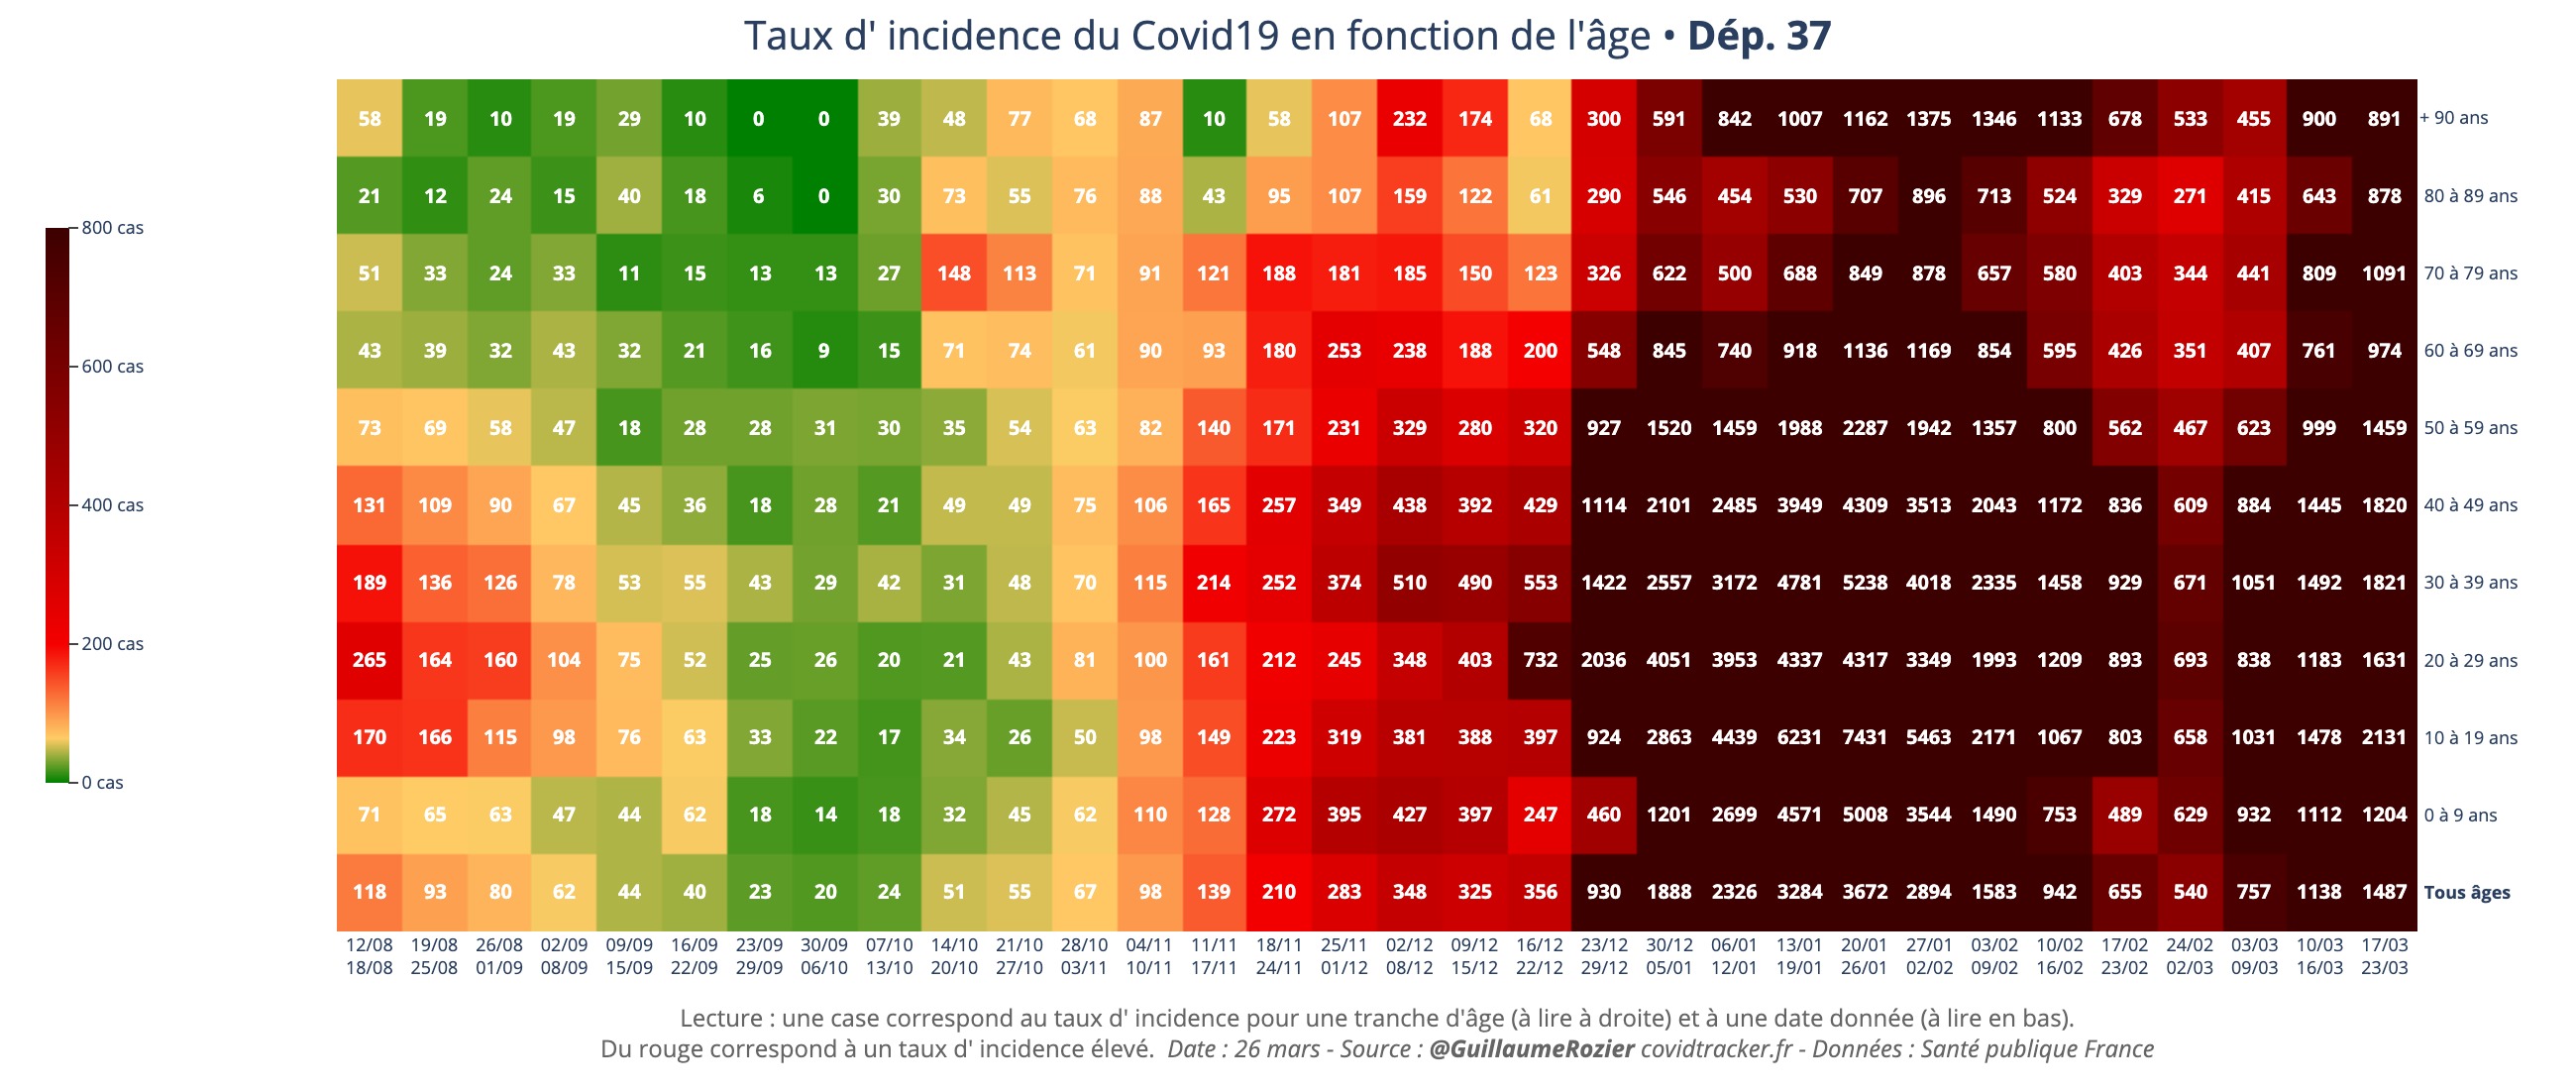 Taux d' incidence du Covid19 en fonction de l'âge • Dép. 37
800 cas
600 cas
400 cas
200 cas
0 cas
58 19 10 19 29 10 0 0 39 48 77 68 87 10 58 107 232 174 68 300 591 842 1007 1162 1375 1346 1133 678 533 455 900 891 + 90 ans
21 12 24 15 40 18 6 0 30 73 55 76 88 43 95 107 159 122 61 290 546 454 530 707 896 713 524 329 271 415 643 878 80 à 89 ans
51 33 24 33 11 15 13 13 27 148 113 71 91 121 188 181 185 150 123 326 622 500 688 849 878 657 580 403 344 441 809 1091 70 à 79 ans
43 39 32 43 32 21 16 9 15 71 74 61 90 93 180 253 238 188 200 548 845 740 918 1136 1169 854 595 426 351 407 761 974 60 à 69 ans
73 69 58 47 18 28 28 31 30 35 54 63 82 140 171 231 329 280 320 927 1520 1459 1988 2287 1942 1357 800 562 467 623 999 1459 50 à 59 ans
131 109 90 67 45 36 18 28 21 49 49 75 106 165 257 349 438 392 429 1114 2101 2485 3949 4309 3513 2043 1172 836 609 884 1445 1820 40 à 49 ans
189 136 126 78 53 55 43 29 42 31 48 70 115 214 252 374 510 490 553 1422 2557 3172 4781 5238 4018 2335 1458 929 671 1051 1492 1821 30 à 39 ans
265 164 160 104 75 52 25 26 20 21 43 81 100 161 212 245 348 403 732 2036 4051 3953 4337 4317 3349 1993 1209 893 693 838 1183 1631 20 à 29 ans
170 166 115 98 76 63 33 22 17 34 26 50 98 149 223 319 381 388 397 924 2863 4439 6231 7431 5463 2171 1067 803 658 1031 1478 2131 10 à 19 ans
71 65 63 47 44 62 18 14 18 32 45 62 110 128 272 395 427 397 247 460 1201 2699 4571 5008 3544 1490 753 489 629 932 1112 1204 0 à 9 ans
118 93 80 62 44 40 23 20 24 51 55 67 98 139 210 283 348 325 356 930 1888 2326 3284 3672 2894 1583 942 655 540 757 1138 1487 Tous âges
12/08 19/08 26/08 02/09 09/09 16/09 23/09 30/09 07/10 14/10 21/10 28/10 04/11 11/11 18/11 25/11 02/12 09/12 16/12 23/12 30/12 06/01 13/01 20/01 27/01 03/02 10/02 17/02 24/02 03/03 10/03 17/03
18/08 25/08 01/09 08/09 15/09 22/09 29/09 06/10 13/10 20/10 27/10 03/11 10/11 17/11 24/11 01/12 08/12 15/12 22/12 29/12 05/01 12/01 19/01 26/01 02/02 09/02 16/02 23/02 02/03 09/03 16/03 23/03
Lecture : une case correspond au taux d' incidence pour une tranche d'âge (à lire à droite) et à une date donnée (à lire en bas).
Du rouge correspond à un taux d' incidence élevé. Date : 26 mars - Source : @GuillaumeRozier covidtracker.fr - Données : Santé publique France